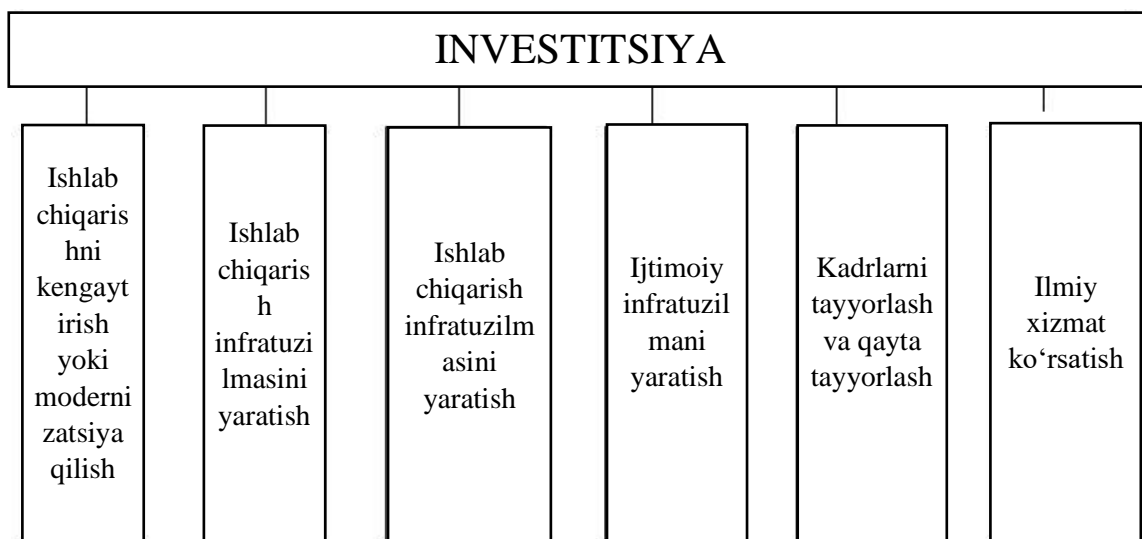 INVESTITSIYA
Ishlab
chiqaris
hni
kengayt
irish
yoki
moderni
zatsiya
qilish
Ishlab
chiqaris
h
infratuzi
lmasini
yaratish
Ishlab
chiqarish
infratuzilm
asini
yaratish
Ijtimoiy
infratuzil
mani
yaratish
Kadrlarni
tayyorlash
va qayta
tayyorlash
Ilmiy
xizmat
ko‘rsatish